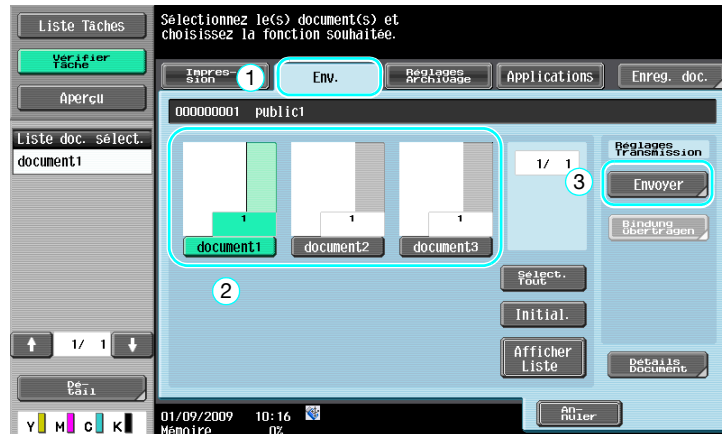 Liste Tâches
Vérifier
Tâche
Aperçu
Liste doc. sélect.
document1
1/ 1
Dé-
tail
Y M C K
Sélectionnez le(s) document(s) et
choisissez la fonction souhaitée.
Impres-
sion
1
Env.
Réglages
Archivage
Applications
Enreg. doc.
000000001 public1
1
document1
1
document2
1
document3
2
1/ 1
Sélect.
Tout
Initial.
Afficher
Liste
Réglages
Transmission
3
Envoyer
Bindung
übertragen
Détails
Document
01/09/2009 10:16
Mémoire 0%
An-
nuler